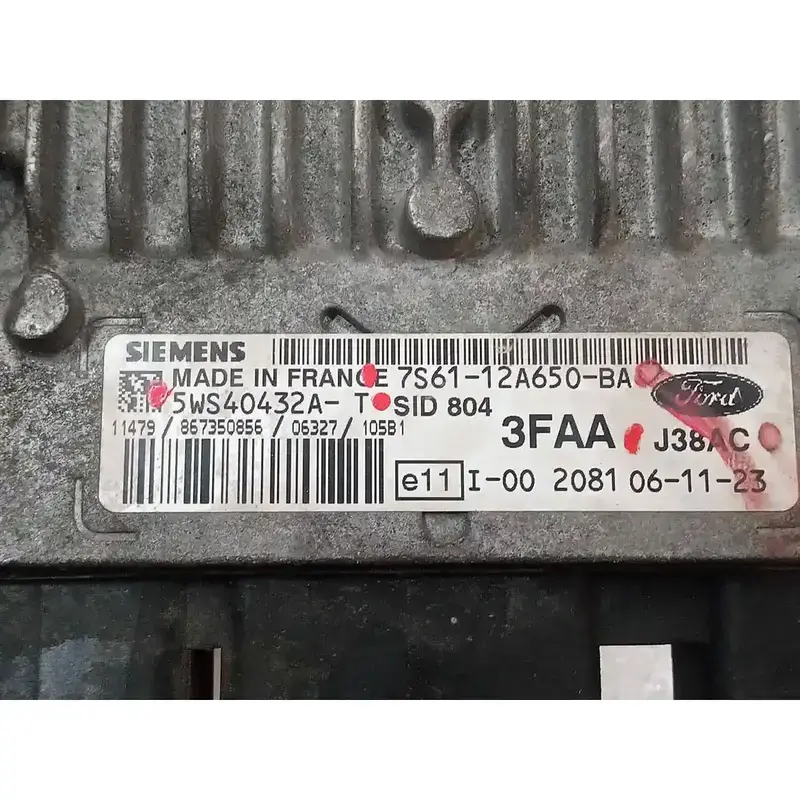 SIEMENS
MADE IN FRANCE 7S61-12A650-BA
Ford
5WS40432A-T SID 804
11479 / 867350856 / 06327 / 105B1
3FAA J38AC
e11 I-00 2081 06-11-23